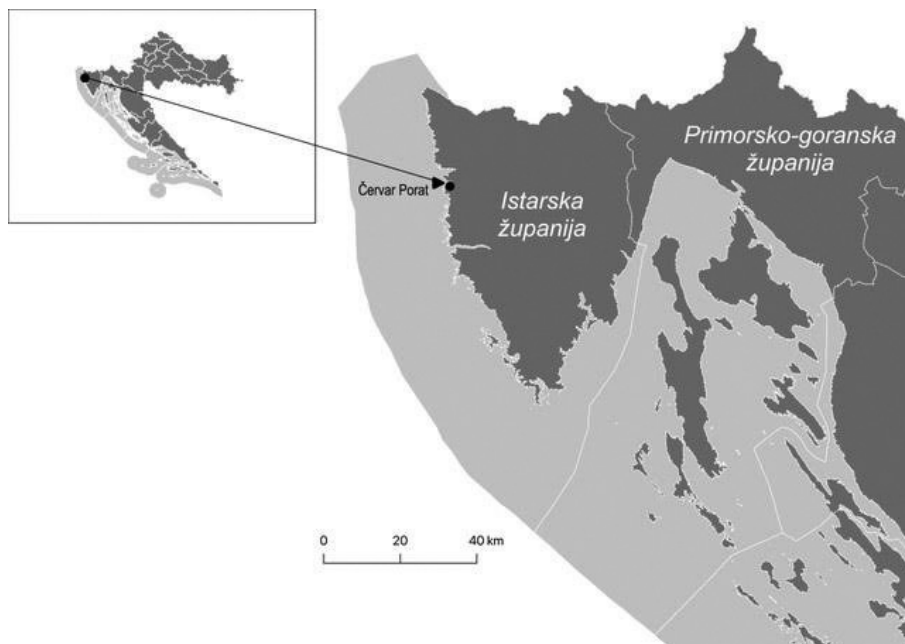 Primorsko-goranska
županija
Červar Porat
Istarska
županija
0 20 40 km